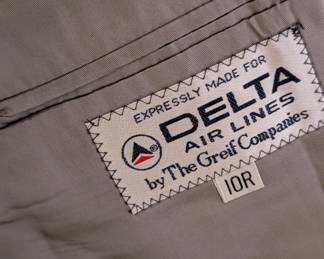 EXPRESSLY MADE FOR
DELTA
AIR LINES
by The Greif Companies
10R